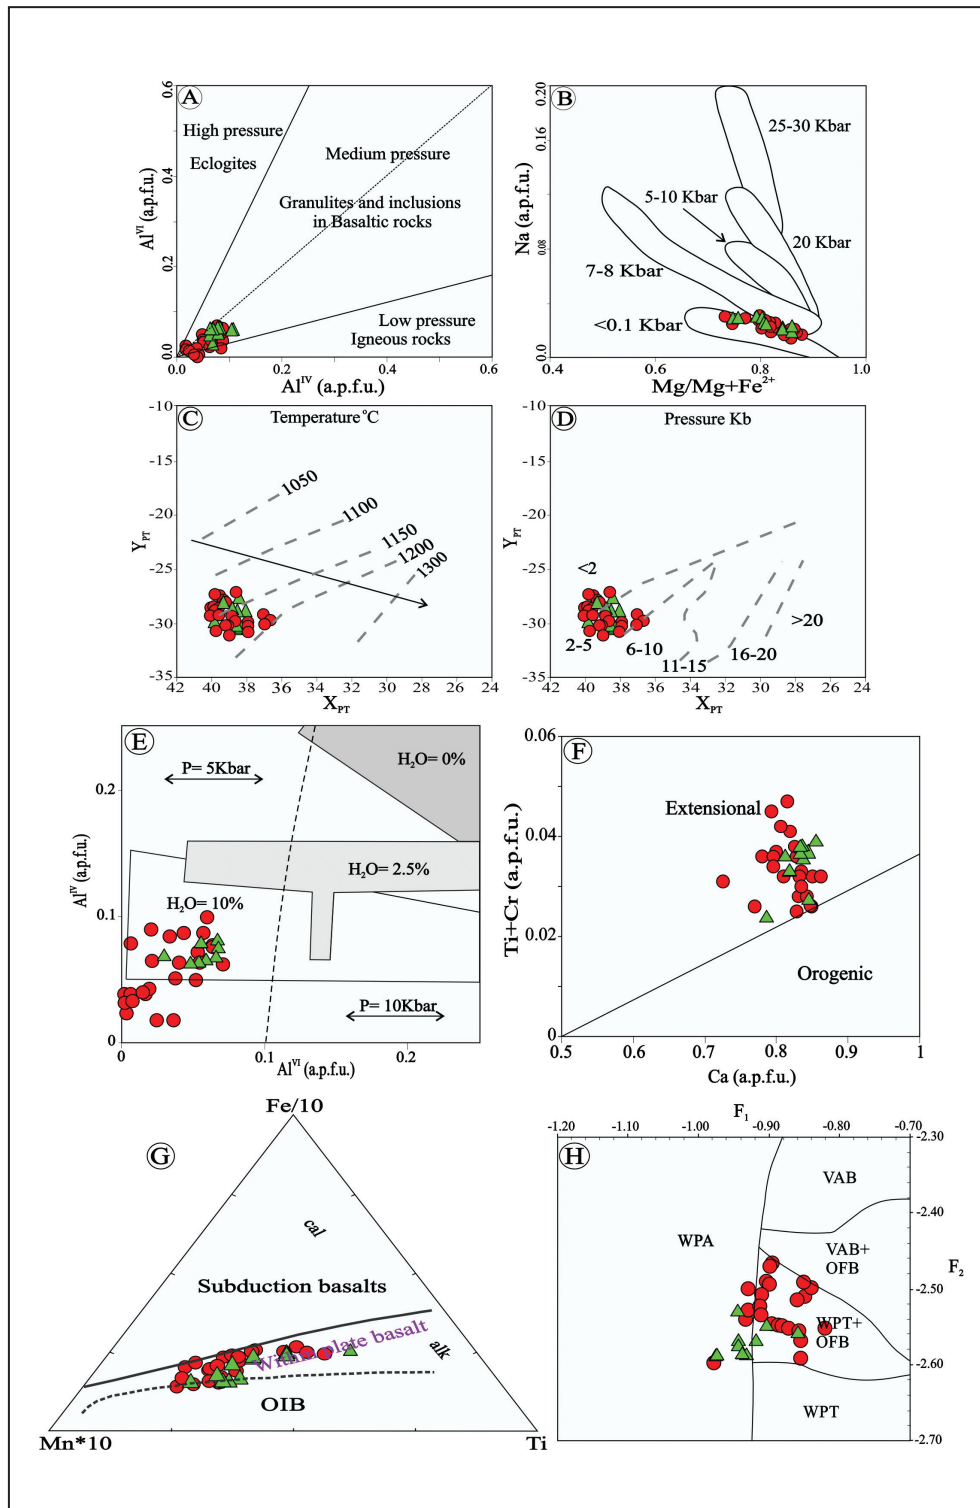 A
0.6
High pressure
Eclogites
Medium pressure
0.4
Granulites and inclusions
in Basaltic rocks
Al^VI (a.p.f.u.)
0.2
Low pressure
Igneous rocks
0.0
0.0
0.2
0.6
Al^IV (a.p.f.u.)
B
0.20
25-30 Kbar
0.16
5-10 Kbar
20 Kbar
Na (a.p.f.u.)
0.08
7-8 Kbar
<0.1 Kbar
0.0
0.4
0.6
0.8
1.0
Mg/Mg+Fe²⁺
C
Temperature °C
-10
-15
-20
-25
-30
-35
Y_PT
1050
1100
1150
1200
1300
42 40 38 36 34 32 30 28 26 24
X_PT
D
Pressure Kb
-10
-15
-20
-25
-30
-35
Y_PT
<2
2-5
6-10
11-15
16-20
>20
42 40 38 36 34 32 30 28 26 24
X_PT
E
H₂O= 0%
P= 5Kbar
0.2
H₂O= 2.5%
H₂O= 10%
Al^IV (a.p.f.u.)
0.1
P= 10Kbar
0
0
0.1
0.2
Al^VI (a.p.f.u.)
F
0.06
Extensional
0.04
Ti+Cr (a.p.f.u.)
0.02
Orogenic
0
0.5 0.6 0.7 0.8 0.9 1
Ca (a.p.f.u.)
Fe/10
G
cal
Subduction basalts
Within plate basalt
alk
OIB
Mn*10
Ti
F₁
-1.20 -1.10 -1.00 -0.90 -0.80 -0.70
H
-2.30
VAB
-2.40
WPA
VAB+
OFB
F₂
-2.50
WPT+
OFB
-2.60
WPT
-2.70